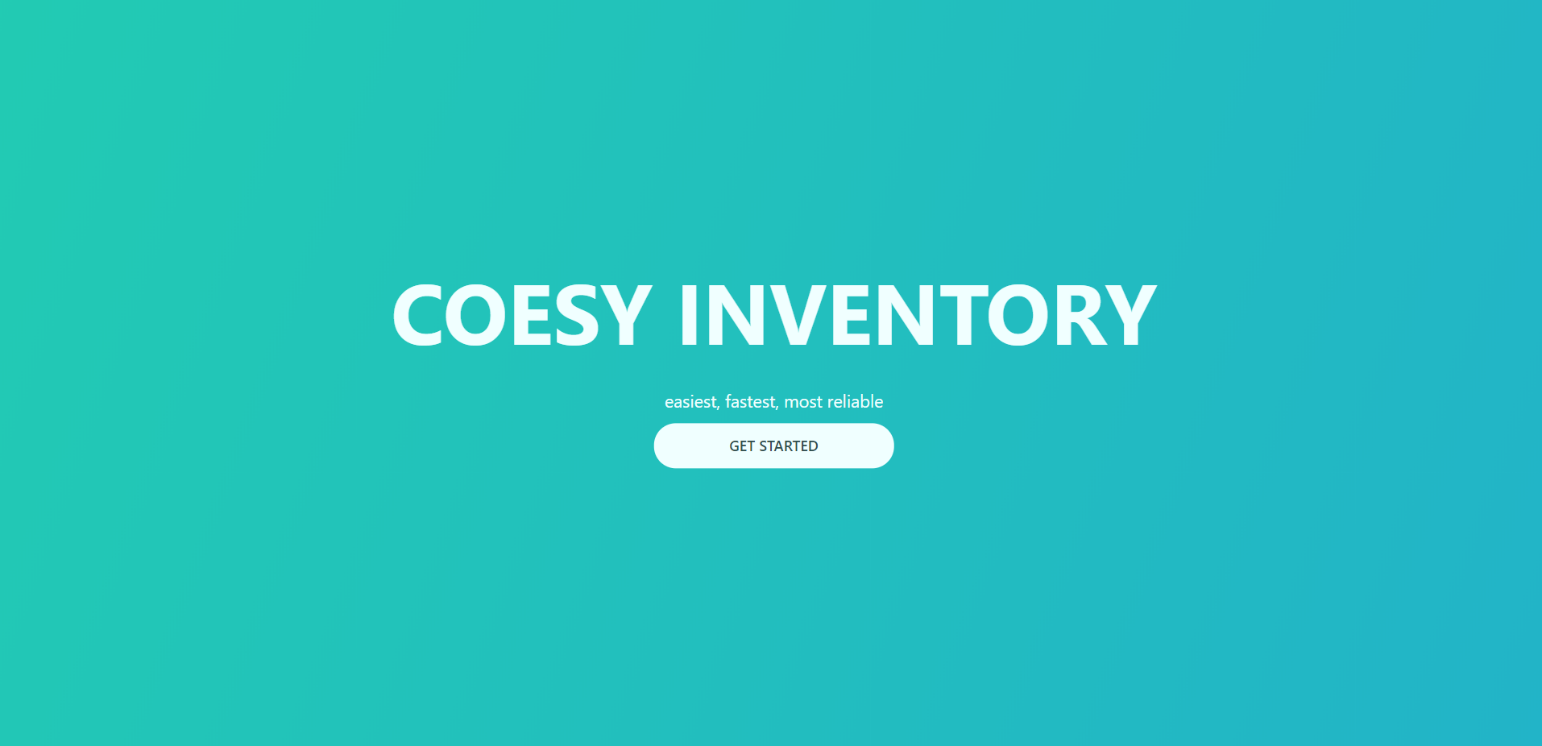 COESY INVENTORY
easiest, fastest, most reliable
GET STARTED